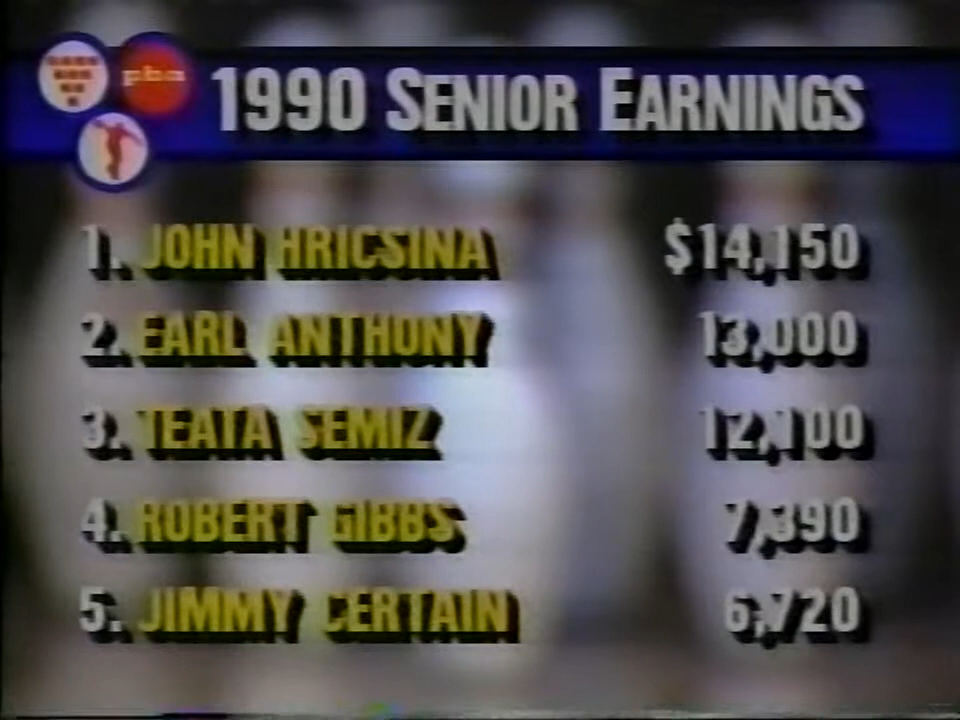 pba
1990 SENIOR EARNINGS
1. JOHN HRICSINA $14,150
2. EARL ANTHONY 13,000
3. TEATA SEMIZ 12,100
4. ROBERT GIBBS 7,390
5. JIMMY CERTAIN 6,720